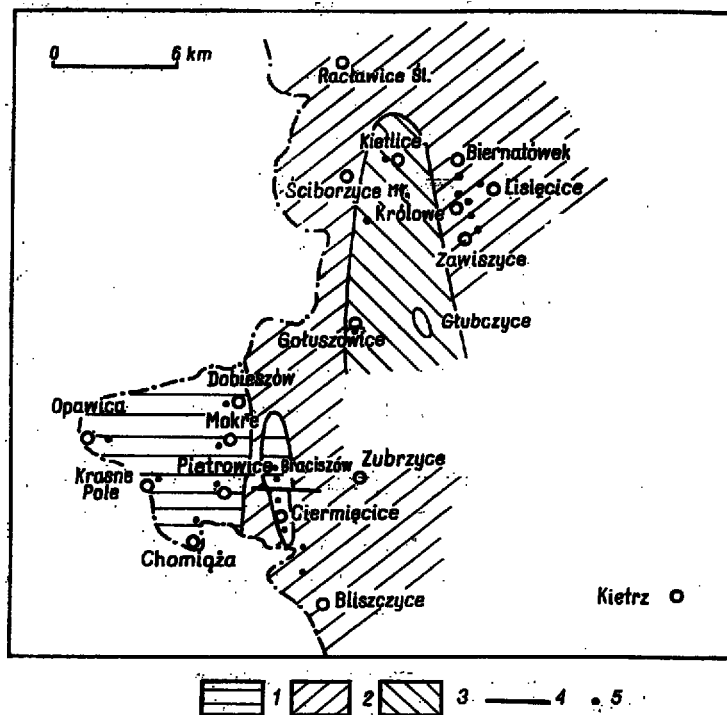 0 6 km
Racławice Śl.
Kietlice
Biernatówek
Ściborzyce
Lisięcice
Królowe
Zawiszyce
Głubczyce
Gołuszowice
Dobieszów
Opawica
Mokre
Pietrowice Braciszów
Zubrzyce
Krasne
Pole
Ciermięcice
Chomiąża
Bliszczyce
Kietrz
1 2 3 4 5